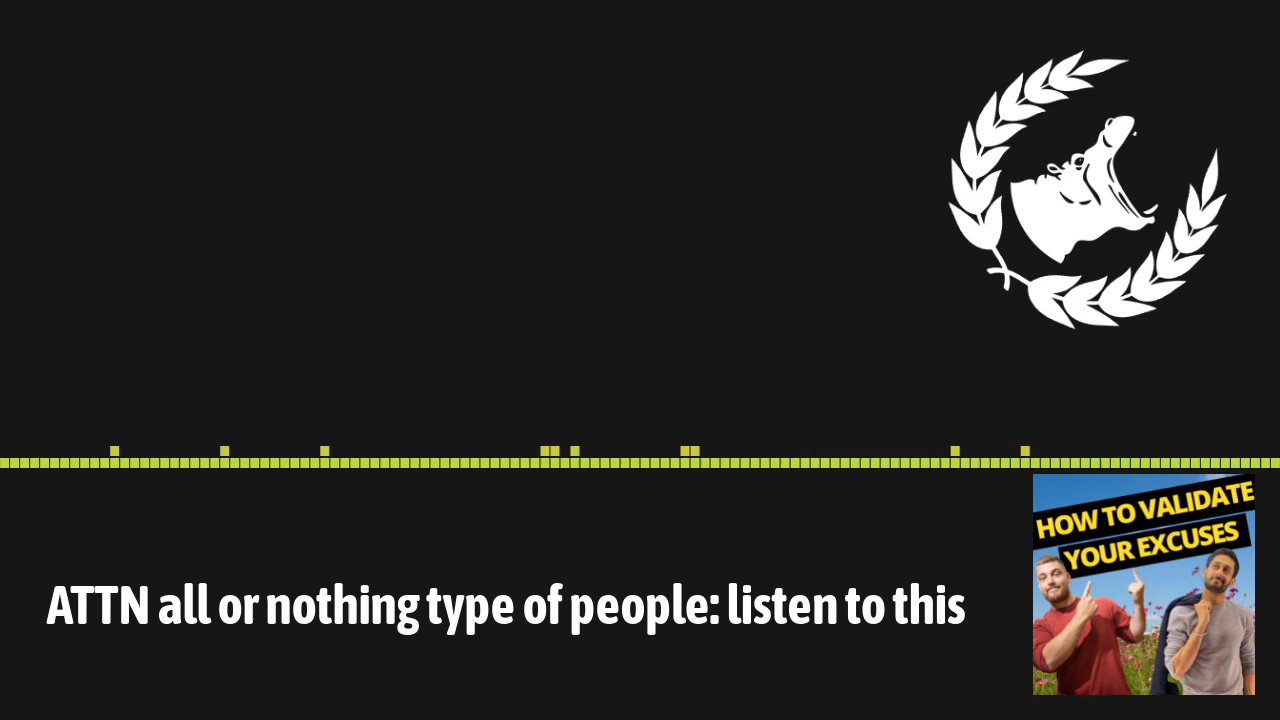 HOW TO VALIDATE
YOUR EXCUSES
ATTN all or nothing type of people: listen to this